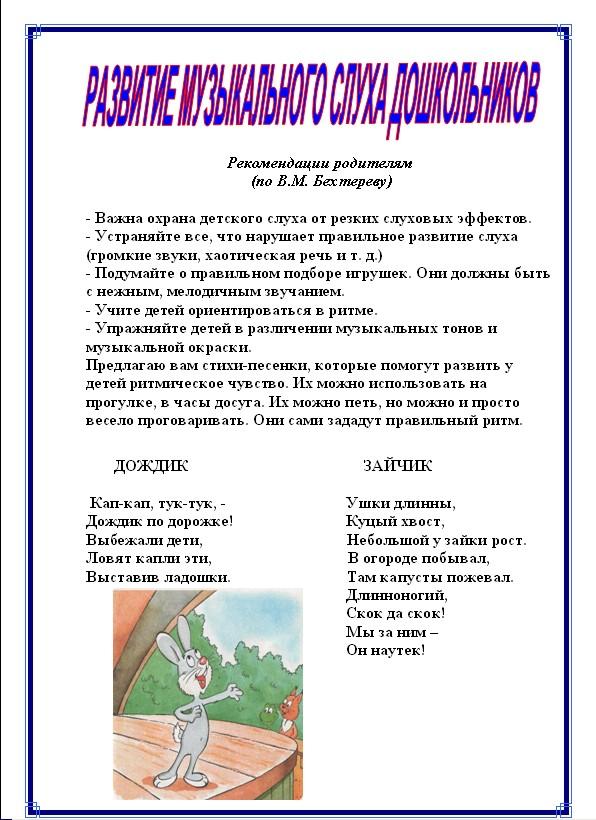 РАЗВИТИЕ МУЗЫКАЛЬНОГО СЛУХА ДОШКОЛЬНИКОВ
Рекомендации родителям
(по В.М. Бехтереву)
- Важна охрана детского слуха от резких слуховых эффектов.
- Устраняйте все, что нарушает правильное развитие слуха
(громкие звуки, хаотическая речь и т. д.)
- Подумайте о правильном подборе игрушек. Они должны быть
с нежным, мелодичным звучанием.
- Учите детей ориентироваться в ритме.
- Упражняйте детей в различении музыкальных тонов и
музыкальной окраски.
Предлагаю вам стихи-песенки, которые помогут развить у
детей ритмическое чувство. Их можно использовать на
прогулке, в часы досуга. Их можно петь, но можно и просто
весело проговаривать. Они сами зададут правильный ритм.
ДОЖДИК
Кап-кап, тук-тук, -
Дождик по дорожке!
Выбежали дети,
Ловят капли эти,
Выставив ладошки.
ЗАЙЧИК
Ушки длинны,
Куцый хвост,
Небольшой у зайки рост.
В огороде побывал,
Там капусты пожевал.
Длинноногий,
Скок да скок!
Мы за ним –
Он наутек!